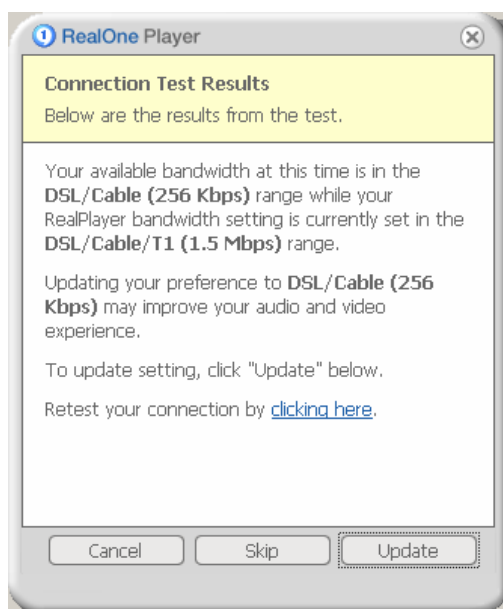 1 RealOne Player
Connection Test Results
Below are the results from the test.
Your available bandwidth at this time is in the
DSL/Cable (256 Kbps) range while your
RealPlayer bandwidth setting is currently set in the
DSL/Cable/T1 (1.5 Mbps) range.
Updating your preference to DSL/Cable (256
Kbps) may improve your audio and video
experience.
To update setting, click "Update" below.
Retest your connection by clicking here.
Cancel Skip Update